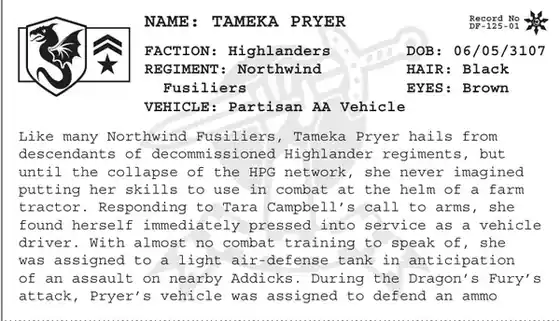 NAME: TAMEKA PRYER
Record No
DF-125-01
FACTION: Highlanders
DOB: 06/05/3107
REGIMENT: Northwind
HAIR: Black
Fusiliers
EYES: Brown
VEHICLE: Partisan AA Vehicle
Like many Northwind Fusiliers, Tameka Pryer hails from
descendants of decommissioned Highlander regiments, but
until the collapse of the HPG network, she never imagined
putting her skills to use in combat at the helm of a farm
tractor. Responding to Tara Campbell's call to arms, she
found herself immediately pressed into service as a vehicle
driver. With almost no combat training to speak of, she
was assigned to a light air-defense tank in anticipation
of an assault on nearby Addicks. During the Dragon's Fury's
attack, Pryer's vehicle was assigned to defend an ammo